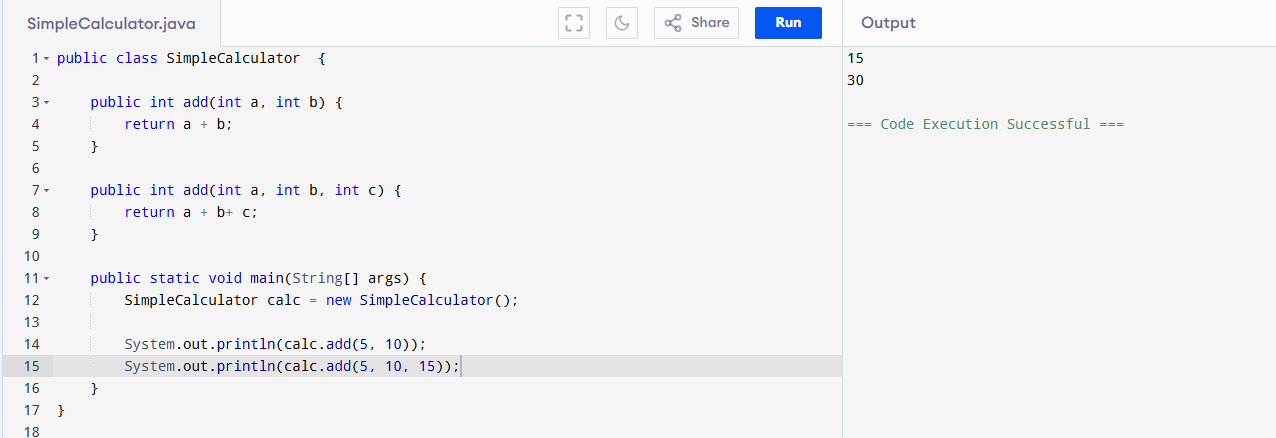 SimpleCalculator.java
Share
Run
Output
1 public class SimpleCalculator  {
2
3     public int add(int a, int b) {
4         return a + b;
5     }
6
7     public int add(int a, int b, int c) {
8         return a + b+ c;
9     }
10
11     public static void main(String[] args) {
12         SimpleCalculator calc = new SimpleCalculator();
13
14         System.out.println(calc.add(5, 10));
15         System.out.println(calc.add(5, 10, 15));
16     }
17 }
18
15
30
=== Code Execution Successful ===